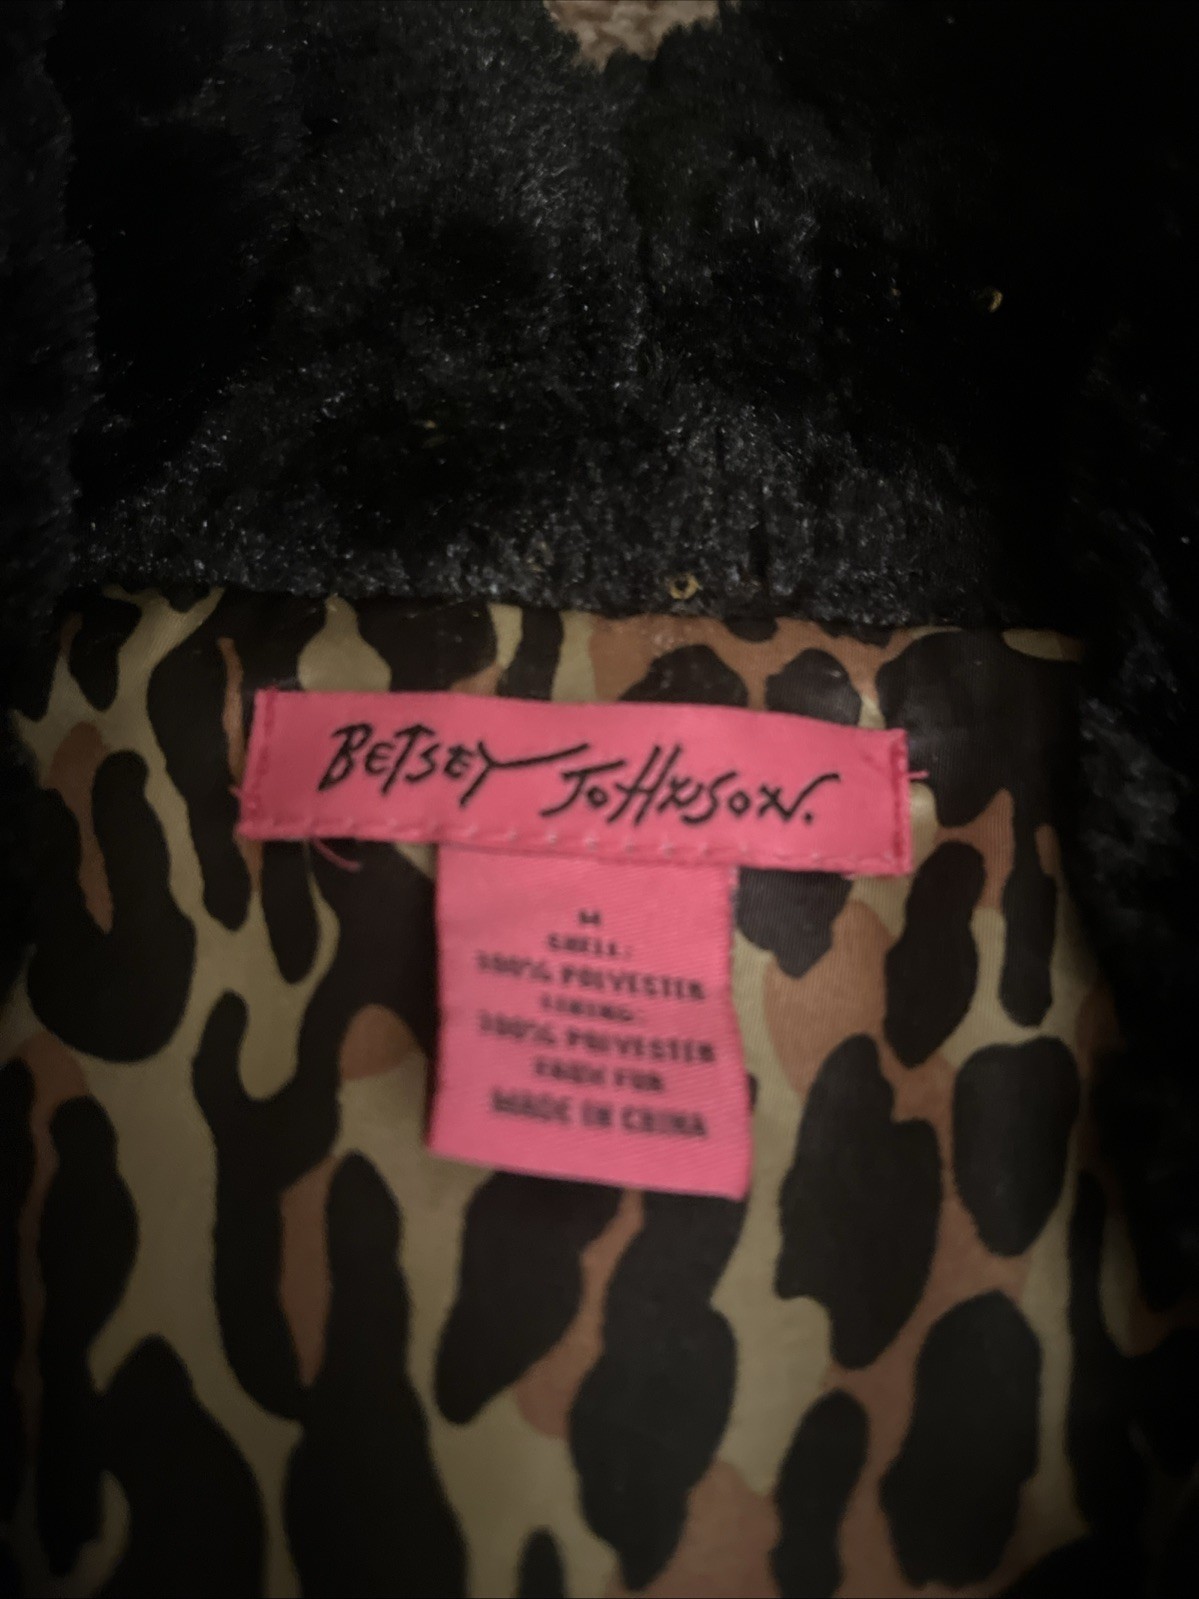 BETSEY JOHNSON.
M
SHELL:
100% POLYESTER
LINING:
100% POLYESTER
FAUX FUR
MADE IN CHINA